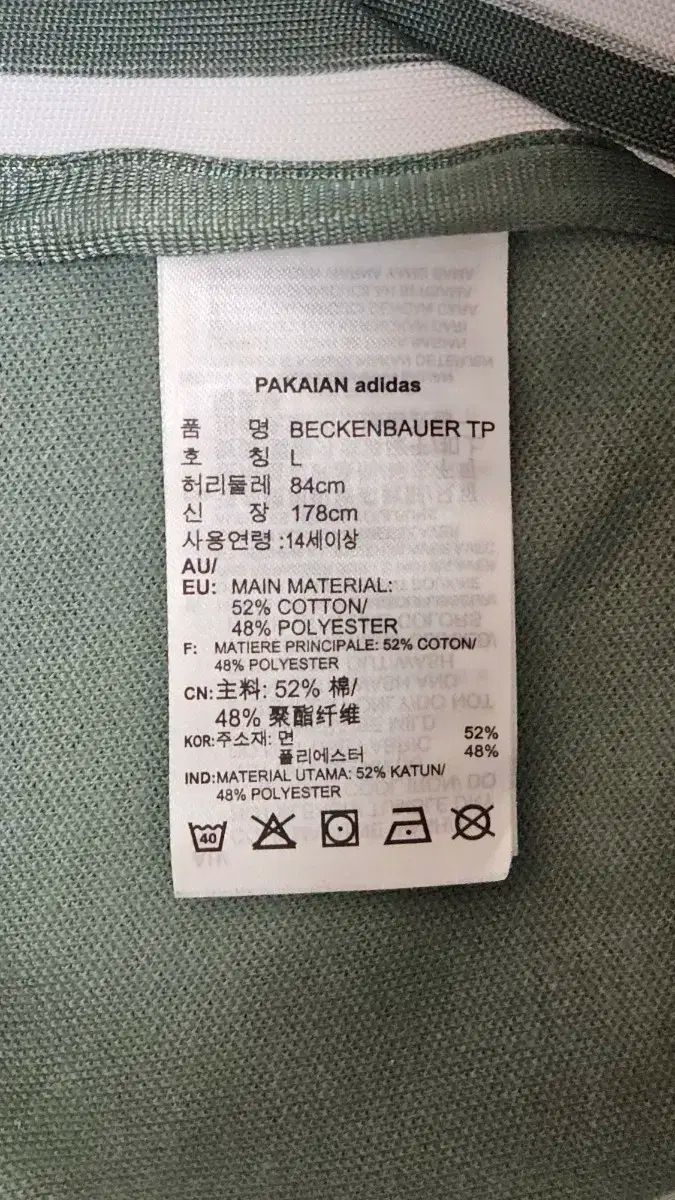 PAKAIAN adidas
품 명 BECKENBAUER TP
호 칭 L
허리둘레 84cm
신 장 178cm
사용연령 :14세이상
AU/
EU: MAIN MATERIAL:
52% COTTON/
48% POLYESTER
F: MATIERE PRINCIPALE: 52% COTON/
48% POLYESTER
CN:主料: 52% 棉/
48% 聚酯纤维
KOR:주소재: 면 52%
폴리에스터 48%
IND:MATERIAL UTAMA: 52% KATUN/
48% POLYESTER
40